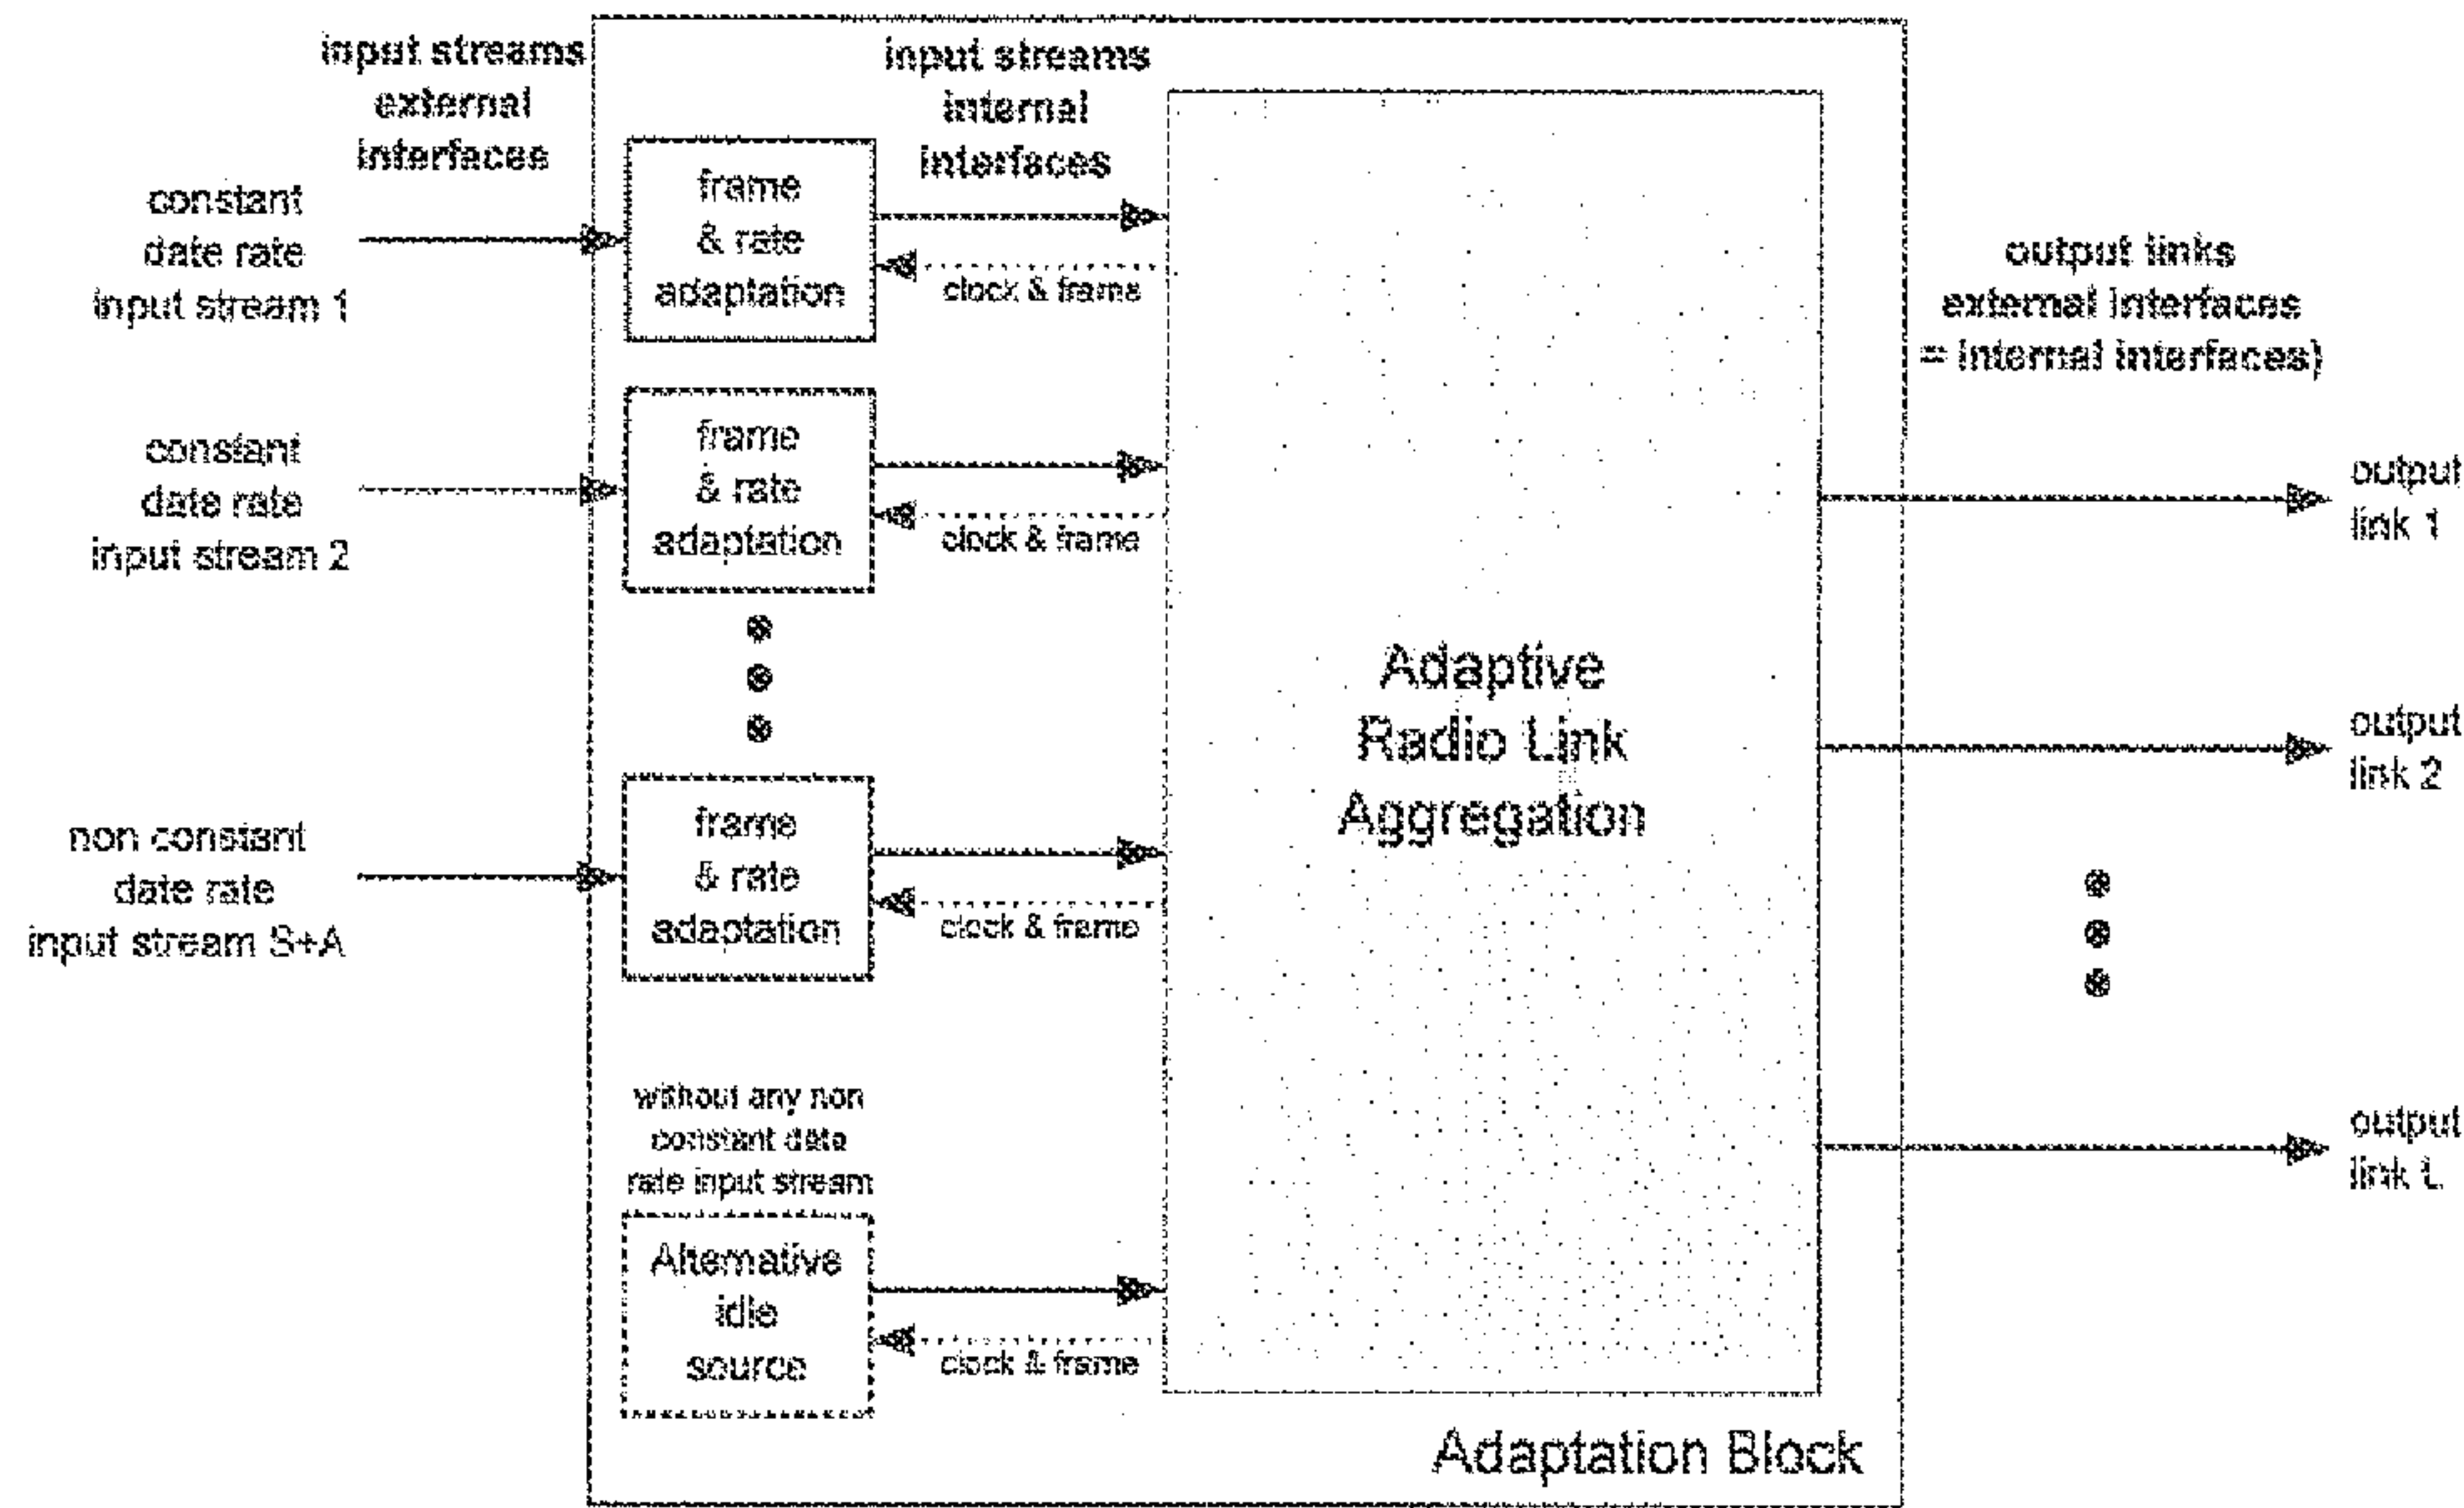 input streams
external
interfaces
input streams
internal
interfaces
constant
date rate
input stream 1
frame
& rate
adaptation
clock & frame
output links
external interfaces
= internal interfaces)
constant
date rate
input stream 2
frame
& rate
adaptation
clock & frame
output
link 1
Adaptive
Radio Link
Aggregation
output
link 2
non constant
date rate
input stream S+A
frame
& rate
adaptation
clock & frame
without any non
constant data
rate input stream
output
link L
Alternative
idle
source
clock & frame
Adaptation Block